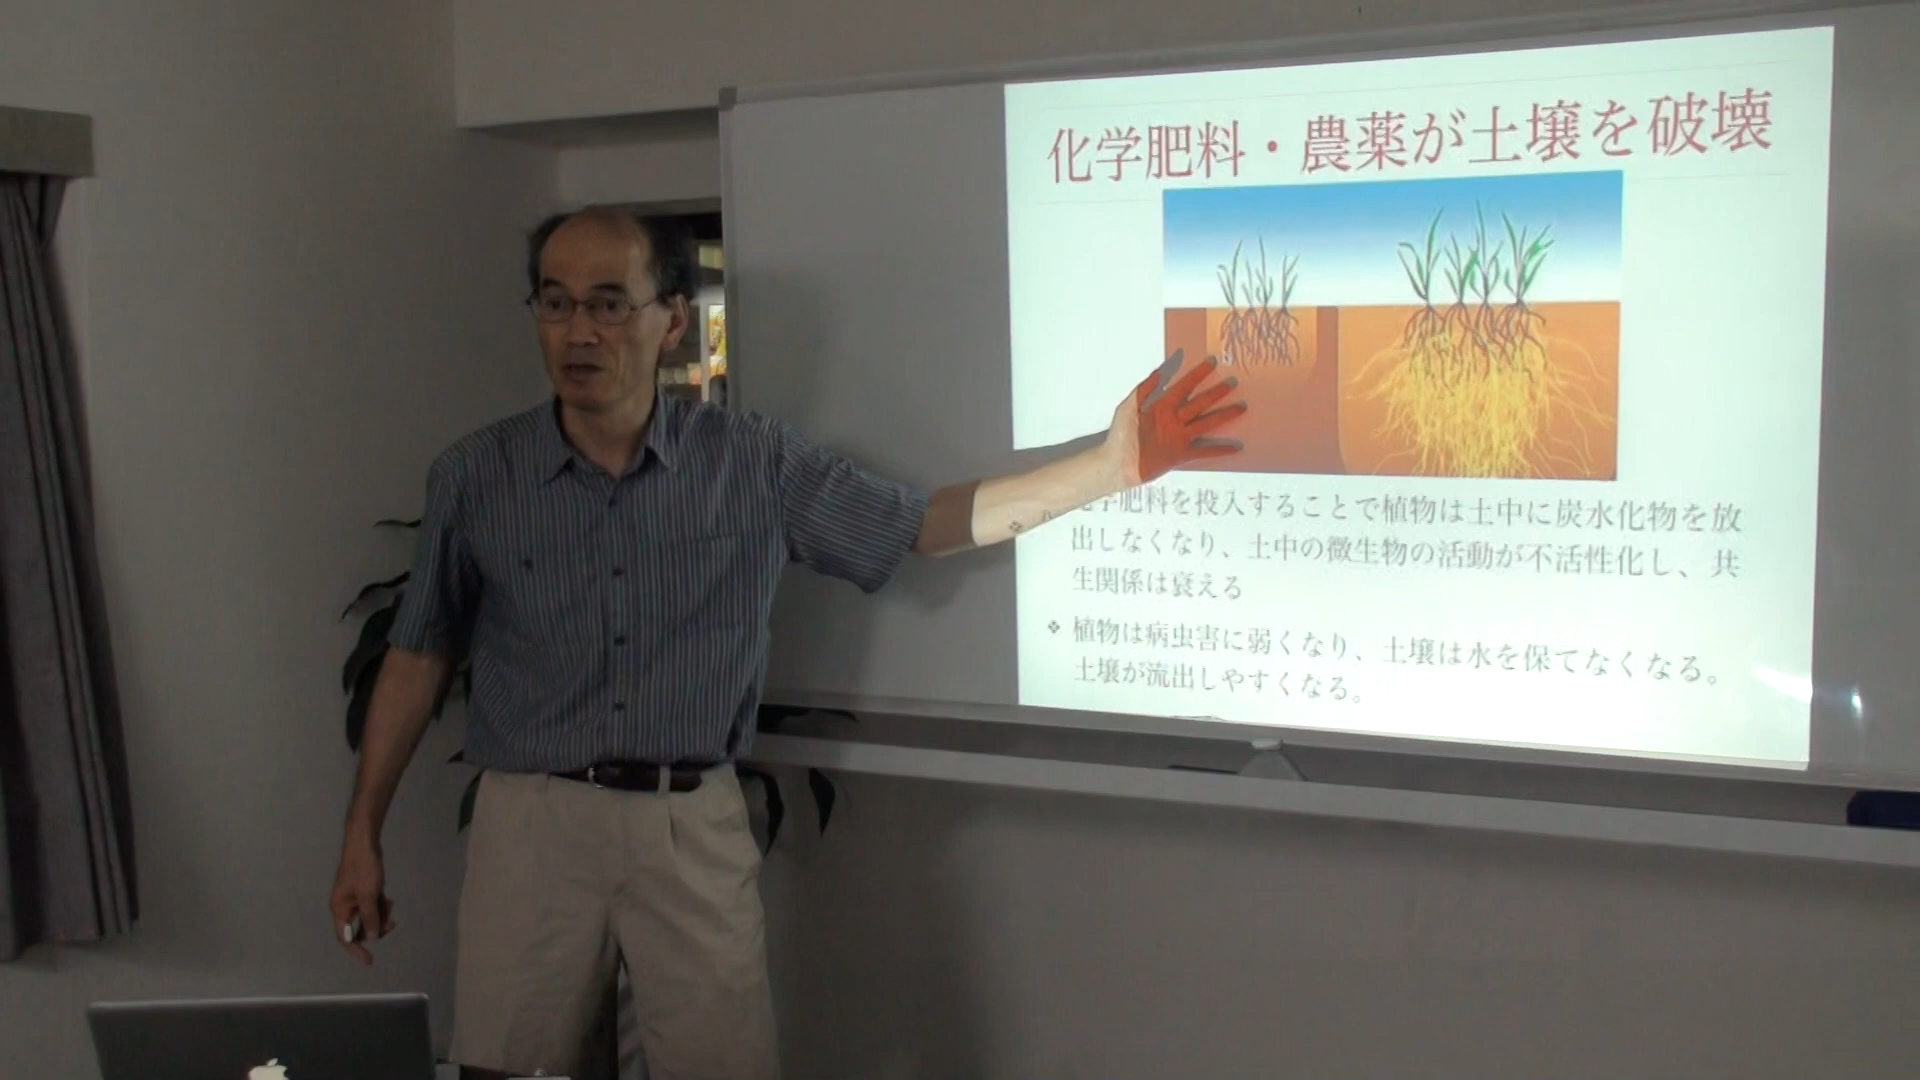 化学肥料・農薬が土壌を破壊
学肥料を投入することで植物は土中に炭水化物を放
出しなくなり、土中の微生物の活動が不活性化し、共
生関係は衰える
植物は病虫害に弱くなり、土壌は水を保てなくなる。
土壌が流出しやすくなる。